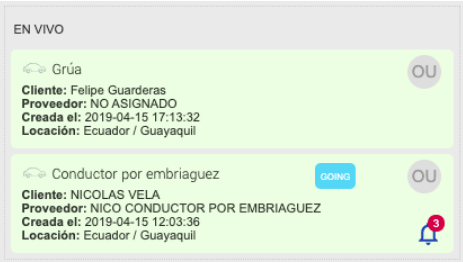 EN VIVO
Grúa
OU
Cliente: Felipe Guarderas
Proveedor: NO ASIGNADO
Creada el: 2019-04-15 17:13:32
Locación: Ecuador / Guayaquil
Conductor por embriaguez
GOING
OU
Cliente: NICOLAS VELA
Proveedor: NICO CONDUCTOR POR EMBRIAGUEZ
Creada el: 2019-04-15 12:03:36
3
Locación: Ecuador / Guayaquil